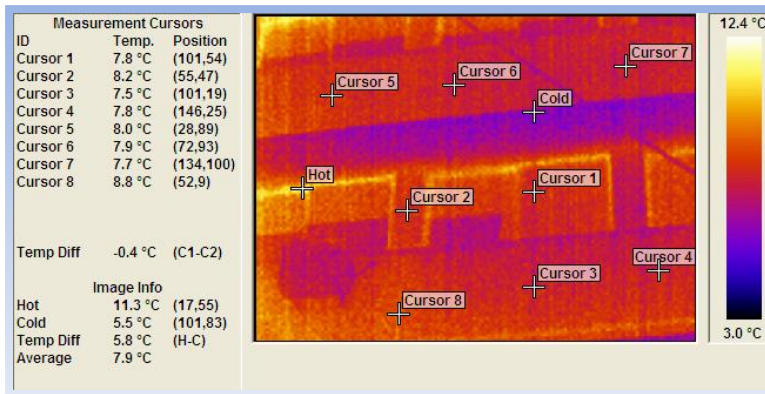 Measurement Cursors
ID Temp. Position
Cursor 1 7.8 °C (101,54)
Cursor 2 8.2 °C (55,47)
Cursor 3 7.5 °C (101,19)
Cursor 4 7.8 °C (146,25)
Cursor 5 8.0 °C (28,89)
Cursor 6 7.9 °C (72,93)
Cursor 7 7.7 °C (134,100)
Cursor 8 8.8 °C (52,9)
Temp Diff -0.4 °C (C1-C2)
Image Info
Hot 11.3 °C (17,55)
Cold 5.5 °C (101,83)
Temp Diff 5.8 °C (H-C)
Average 7.9 °C
Cursor 7
Cursor 6
Cursor 5
Cold
Hot
Cursor 1
Cursor 2
Cursor 4
Cursor 3
Cursor 8
12.4 °C
3.0 °C